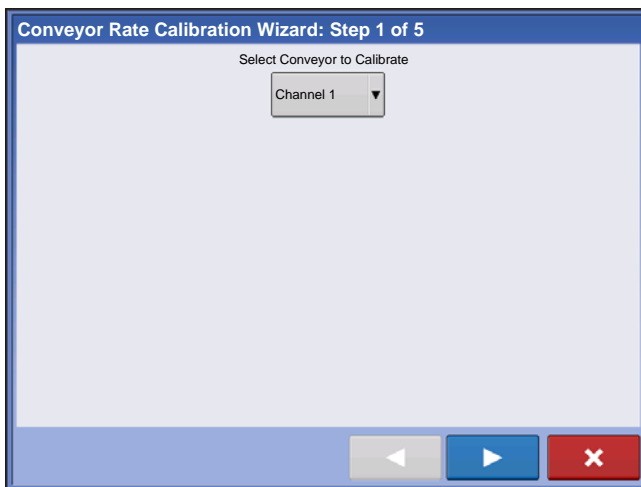 Conveyor Rate Calibration Wizard: Step 1 of 5
Select Conveyor to Calibrate
Channel 1